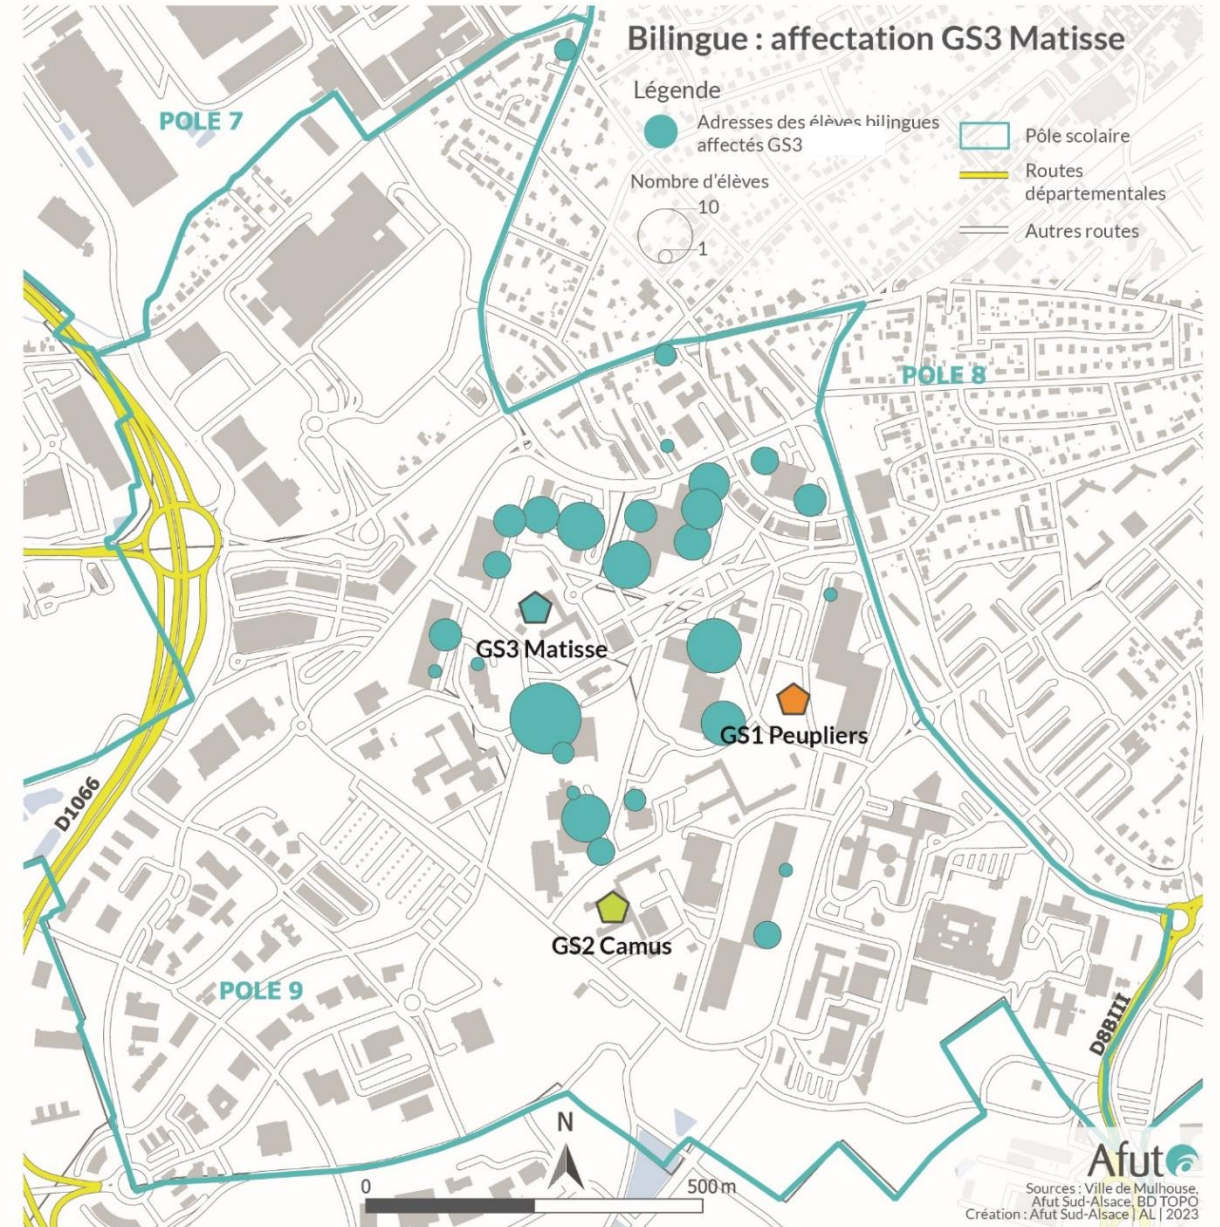 Bilingue : affectation GS3 Matisse
Légende
Adresses des élèves bilingues
affectés GS3
Nombre d'élèves
10
1
Pôle scolaire
Routes
départementales
Autres routes
POLE 7
POLE 8
GS3 Matisse
GS1 Peupliers
D1066
GS2 Camus
POLE 9
D8BIII
N
0
500 m
Afut
Sources : Ville de Mulhouse,
Afut Sud-Alsace, BD TOPO
Création : Afut Sud-Alsace | AL | 2023